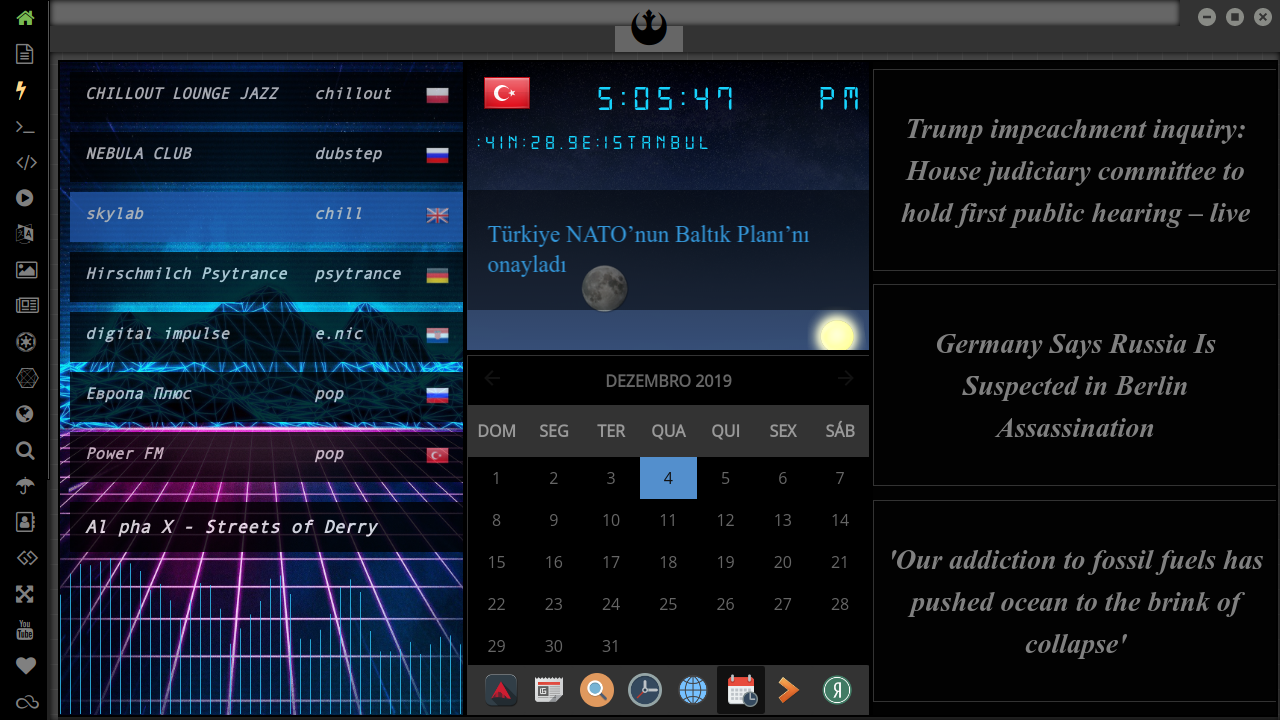 CHILLOUT LOUNGE JAZZ chillout
NEBULA CLUB dubstep
skylab chill
Hirschmilch Psytrance psytrance
digital impulse e.nic
Европа Плюс pop
Power FM pop
Al pha X - Streets of Derry
5:05:47 PM
:41N:28.9E:ISTANBUL
Türkiye NATO’nun Baltık Planı’nı
onayladı
DEZEMBRO 2019
DOM SEG TER QUA QUI SEX SÁB
1 2 3 4 5 6 7
8 9 10 11 12 13 14
15 16 17 18 19 20 21
22 23 24 25 26 27 28
29 30 31
Trump impeachment inquiry:
House judiciary committee to
hold first public hearing – live
Germany Says Russia Is
Suspected in Berlin
Assassination
'Our addiction to fossil fuels has
pushed ocean to the brink of
collapse'
You
Tube
Я